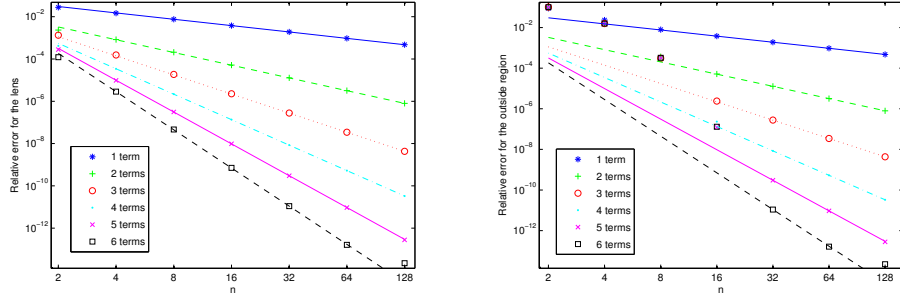 Relative error for the lens
10^-2
10^-4
10^-6
10^-8
10^-10
10^-12
1 term
2 terms
3 terms
4 terms
5 terms
6 terms
2 4 8 16 32 64 128
n
Relative error for the outside region
10^-2
10^-4
10^-6
10^-8
10^-10
10^-12
1 term
2 terms
3 terms
4 terms
5 terms
6 terms
2 4 8 16 32 64 128
n